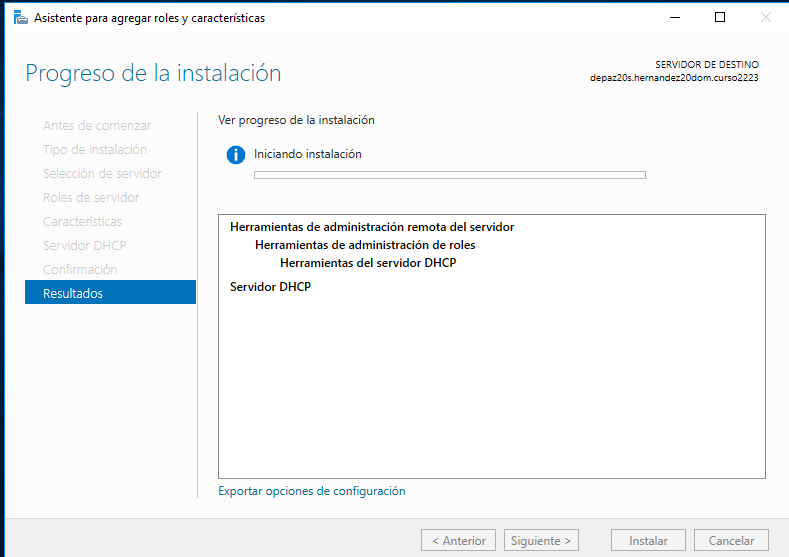 Asistente para agregar roles y características
Progreso de la instalación
SERVIDOR DE DESTINO
depaz20s.hernandez20dom.curso2223
Antes de comenzar
Tipo de instalación
Selección de servidor
Roles de servidor
Características
Servidor DHCP
Confirmación
Resultados
Ver progreso de la instalación
Iniciando instalación
Herramientas de administración remota del servidor
Herramientas de administración de roles
Herramientas del servidor DHCP
Servidor DHCP
Exportar opciones de configuración
< Anterior
Siguiente >
Instalar
Cancelar